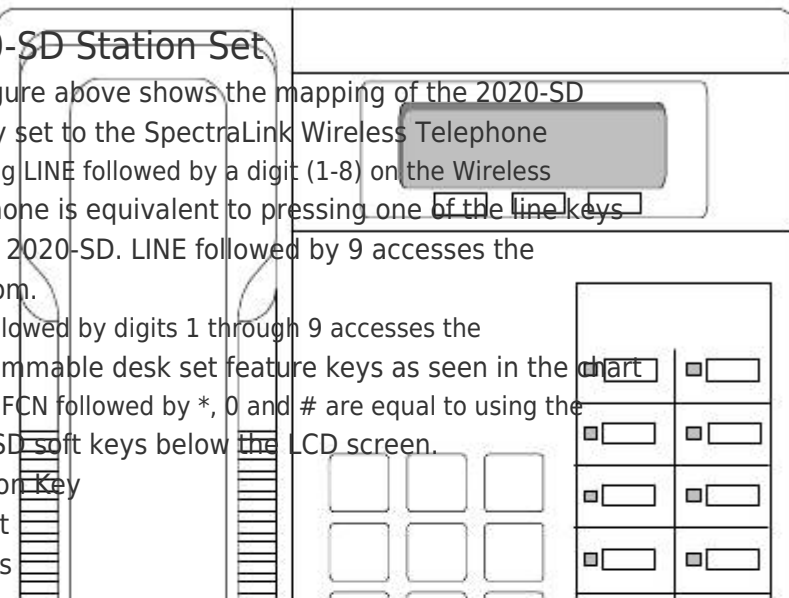 -SD Station Set
gure above shows the mapping of the 2020-SD
y set to the SpectraLink Wireless Telephone
g LINE followed by a digit (1-8) on the Wireless
hone is equivalent to pressing one of the line keys
2020-SD. LINE followed by 9 accesses the
om.
llowed by digits 1 through 9 accesses the
mmable desk set feature keys as seen in the chart
FCN followed by *, 0 and # are equal to using the
SD soft keys below the LCD screen.
on Key
t
s